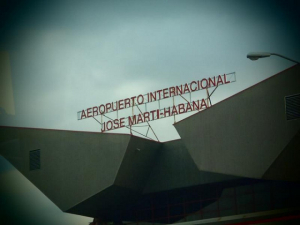 AEROPUERTO INTERNACIONAL
JOSE MARTI-HABANA